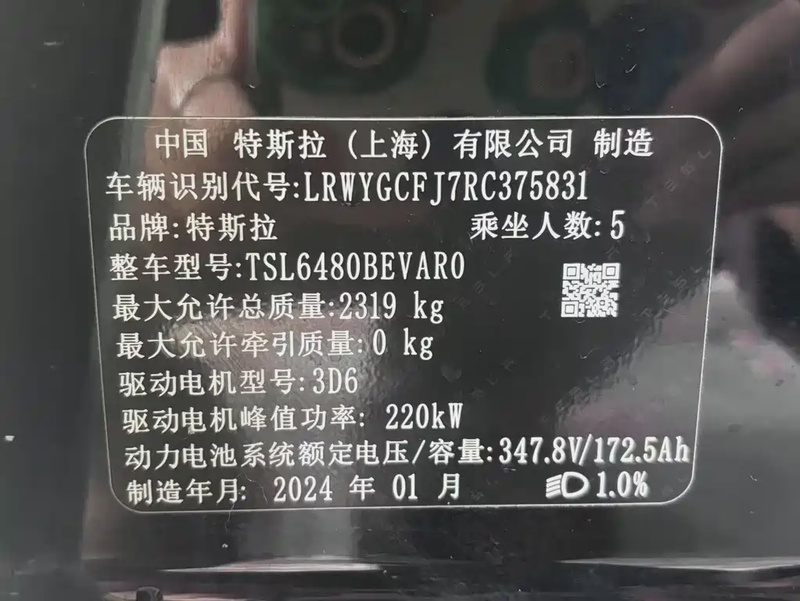 中国 特斯拉 (上海) 有限公司 制造
车辆识别代号:LRWYGCFJ7RC375831
品牌:特斯拉 乘坐人数:5
整车型号:TSL6480BEVAR0
最大允许总质量:2319 kg
最大允许牵引质量:0 kg
驱动电机型号:3D6
驱动电机峰值功率: 220kW
动力电池系统额定电压/容量:347.8V/172.5Ah
制造年月: 2024 年 01 月 1.0%